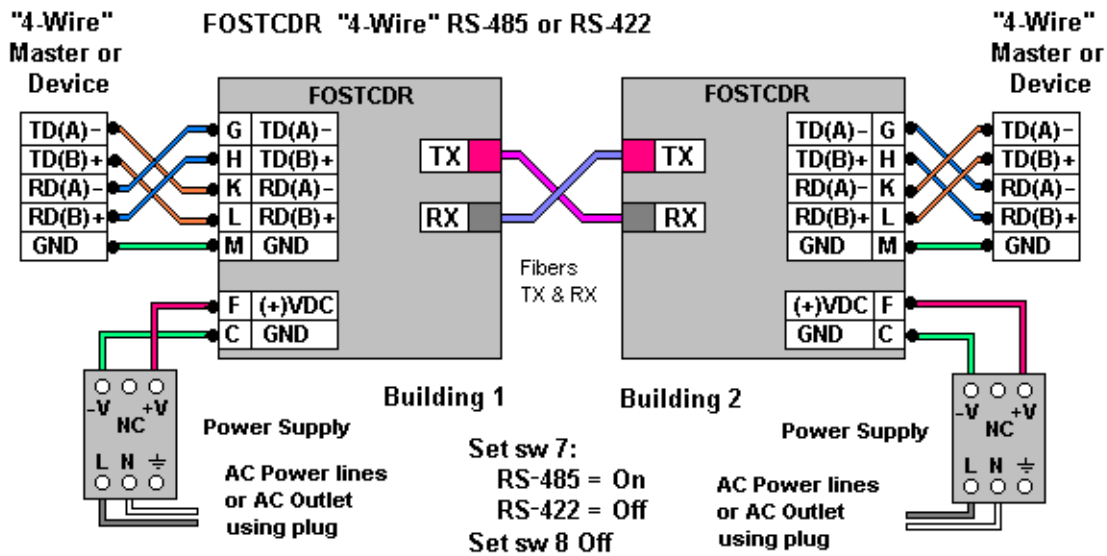 "4-Wire"
Master or
Device
FOSTCDR "4-Wire" RS-485 or RS-422
"4-Wire"
Master or
Device
TD(A)-
TD(B)+
RD(A)-
RD(B)+
GND
FOSTCDR
G TD(A)-
H TD(B)+
K RD(A)-
L RD(B)+
M GND
F (+)VDC
C GND
TX
RX
Fibers
TX & RX
FOSTCDR
TX
RX
TD(A)- G
TD(B)+ H
RD(A)- K
RD(B)+ L
GND M
(+)VDC F
GND C
TD(A)-
TD(B)+
RD(A)-
RD(B)+
GND
-V +V
NC
L N
Power Supply
AC Power lines
or AC Outlet
using plug
Building 1
Building 2
Set sw 7:
RS-485 = On
RS-422 = Off
Set sw 8 Off
Power Supply
AC Power lines
or AC Outlet
using plug
-V +V
NC
L N